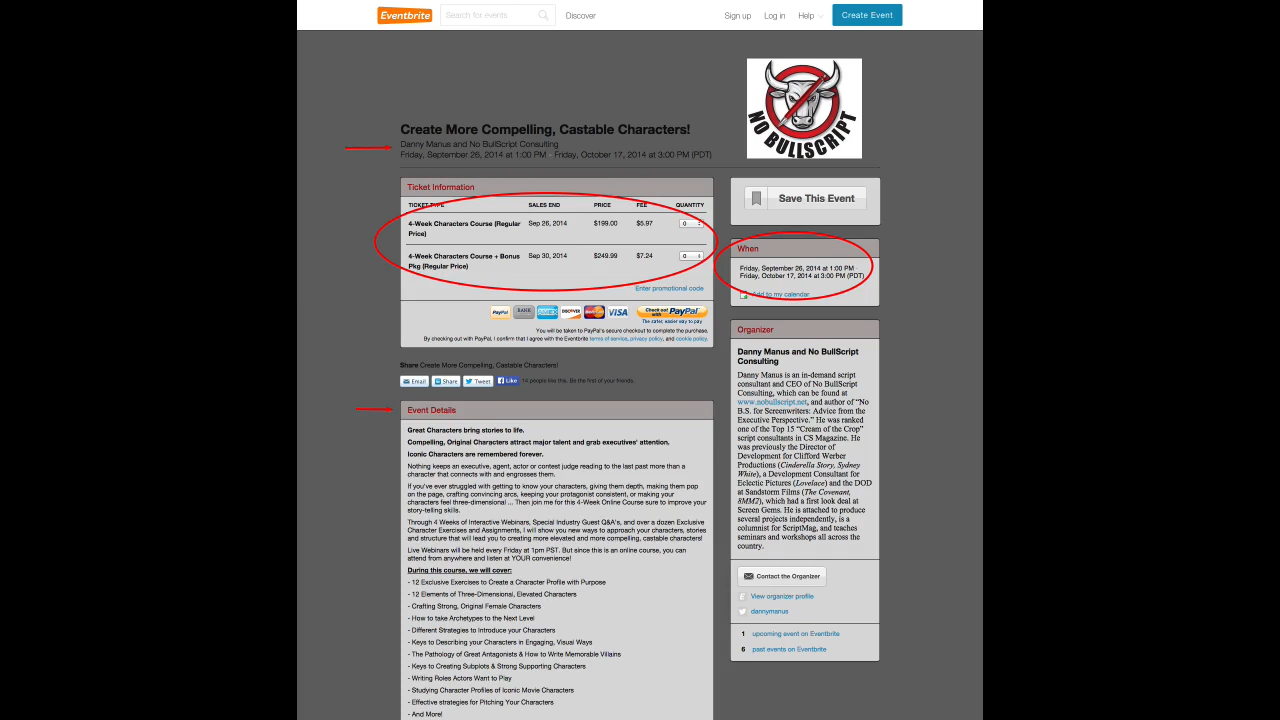 Eventbrite
Search for events
Discover
Sign up
Log in
Help
Create Event
NO BULLSCRIPT
Create More Compelling, Castable Characters!
Danny Manus and No BullScript Consulting
Friday, September 26, 2014 at 1:00 PM - Friday, October 17, 2014 at 3:00 PM (PDT)
Ticket Information
TICKET TYPE SALES END PRICE FEE QUANTITY
4-Week Characters Course (Regular Price) Sep 26, 2014 $199.00 $5.97 0
4-Week Characters Course + Bonus Pkg (Regular Price) Sep 30, 2014 $249.99 $7.24 0
Enter promotional code
PayPal BANK AMEX DISCOVER MasterCard VISA Check out with PayPal
The safer, easier way to pay
You will be taken to PayPal's secure checkout to complete the purchase.
By checking out with PayPal, I confirm that I agree with the Eventbrite terms of service, privacy policy, and cookie policy.
Share Create More Compelling, Castable Characters!
Email Share Tweet Like 14 people like this. Be the first of your friends.
Event Details
Great Characters bring stories to life.
Compelling, Original Characters attract major talent and grab executives' attention.
Iconic Characters are remembered forever.
Nothing keeps an executive, agent, actor or contest judge reading to the last past more than a
character that connects with and engrosses them.
If you've ever struggled with getting to know your characters, giving them depth, making them pop
on the page, crafting convincing arcs, keeping your protagonist consistent, or making your
characters feel three-dimensional ... Then join me for this 4-Week Online Course sure to improve your
story-telling skills.
Through 4 Weeks of Interactive Webinars, Special Industry Guest Q&A's, and over a dozen Exclusive
Character Exercises and Assignments, I will show you new ways to approach your characters, stories
and structure that will lead you to creating more elevated and more compelling, castable characters!
Live Webinars will be held every Friday at 1pm PST. But since this is an online course, you can
attend from anywhere and listen at YOUR convenience!
During this course, we will cover:
- 12 Exclusive Exercises to Create a Character Profile with Purpose
- 12 Elements of Three-Dimensional, Elevated Characters
- Crafting Strong, Original Female Characters
- How to take Archetypes to the Next Level
- Different Strategies to Introduce your Characters
- Keys to Describing your Characters in Engaging, Visual Ways
- The Pathology of Great Antagonists & How to Write Memorable Villains
- Keys to Creating Subplots & Strong Supporting Characters
- Writing Roles Actors Want to Play
- Studying Character Profiles of Iconic Movie Characters
- Effective strategies for Pitching Your Characters
- And More!
Save This Event
When
Friday, September 26, 2014 at 1:00 PM -
Friday, October 17, 2014 at 3:00 PM (PDT)
Add to my calendar
Organizer
Danny Manus and No BullScript
Consulting
Danny Manus is an in-demand script
consultant and CEO of No BullScript
Consulting, which can be found at
www.nobullscript.net, and author of "No
B.S. for Screenwriters: Advice from the
Executive Perspective." He was ranked
one of the Top 15 "Cream of the Crop"
script consultants in CS Magazine. He
was previously the Director of
Development for Clifford Werber
Productions (Cinderella Story, Sydney
White), a Development Consultant for
Eclectic Pictures (Lovelace) and the DOD
at Sandstorm Films (The Covenant,
8MM2), which had a first look deal at
Screen Gems. He is attached to produce
several projects independently, is a
columnist for ScriptMag, and teaches
seminars and workshops all across the
country.
Contact the Organizer
View organizer profile
dannymanus
1 upcoming event on Eventbrite
6 past events on Eventbrite